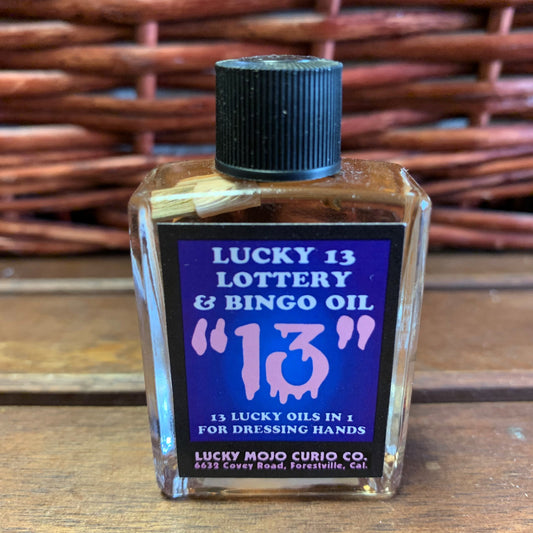 LUCKY 13
LOTTERY
& BINGO OIL
“13”
13 LUCKY OILS IN 1
FOR DRESSING HANDS
LUCKY MOJO CURIO CO.
6632 Covey Road, Forestville, Cal.